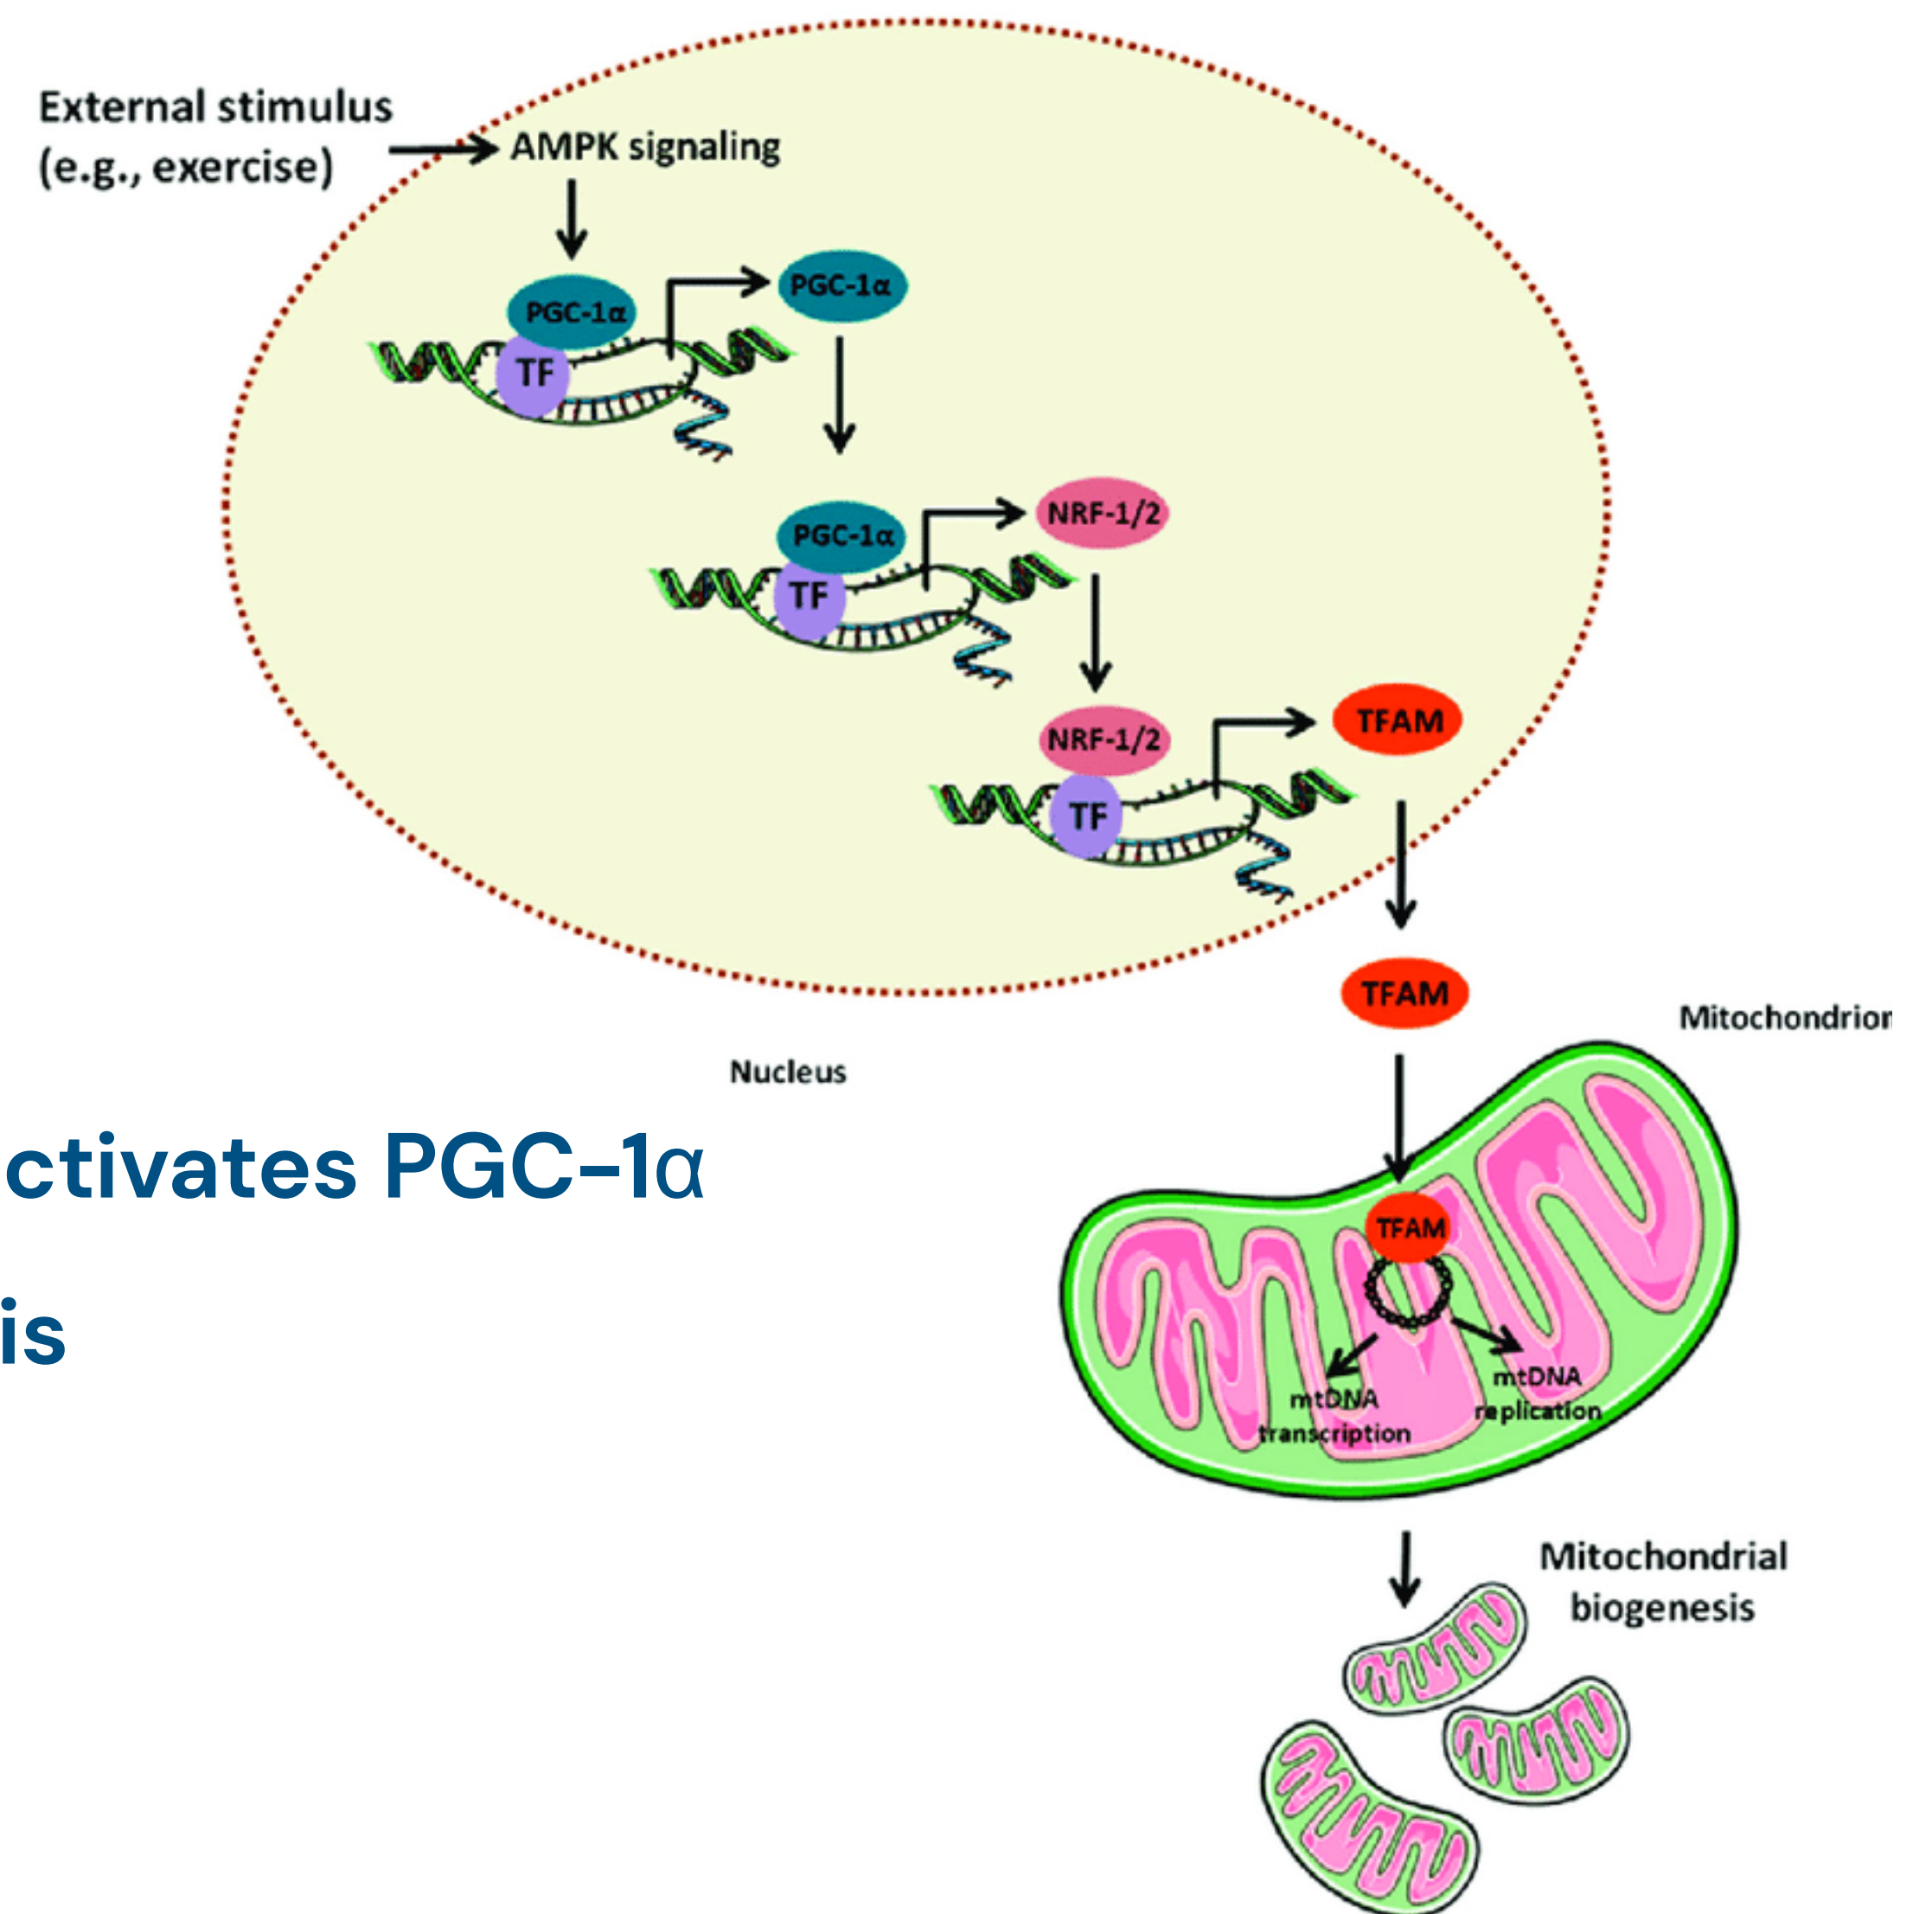 External stimulus
(e.g., exercise)
AMPK signaling
PGC-1α
PGC-1α
TF
PGC-1α
NRF-1/2
TF
NRF-1/2
TFAM
TF
TFAM
Mitochondrion
Nucleus
ctivates PGC-1α
is
TFAM
mtDNA
transcription
mtDNA
replication
Mitochondrial
biogenesis